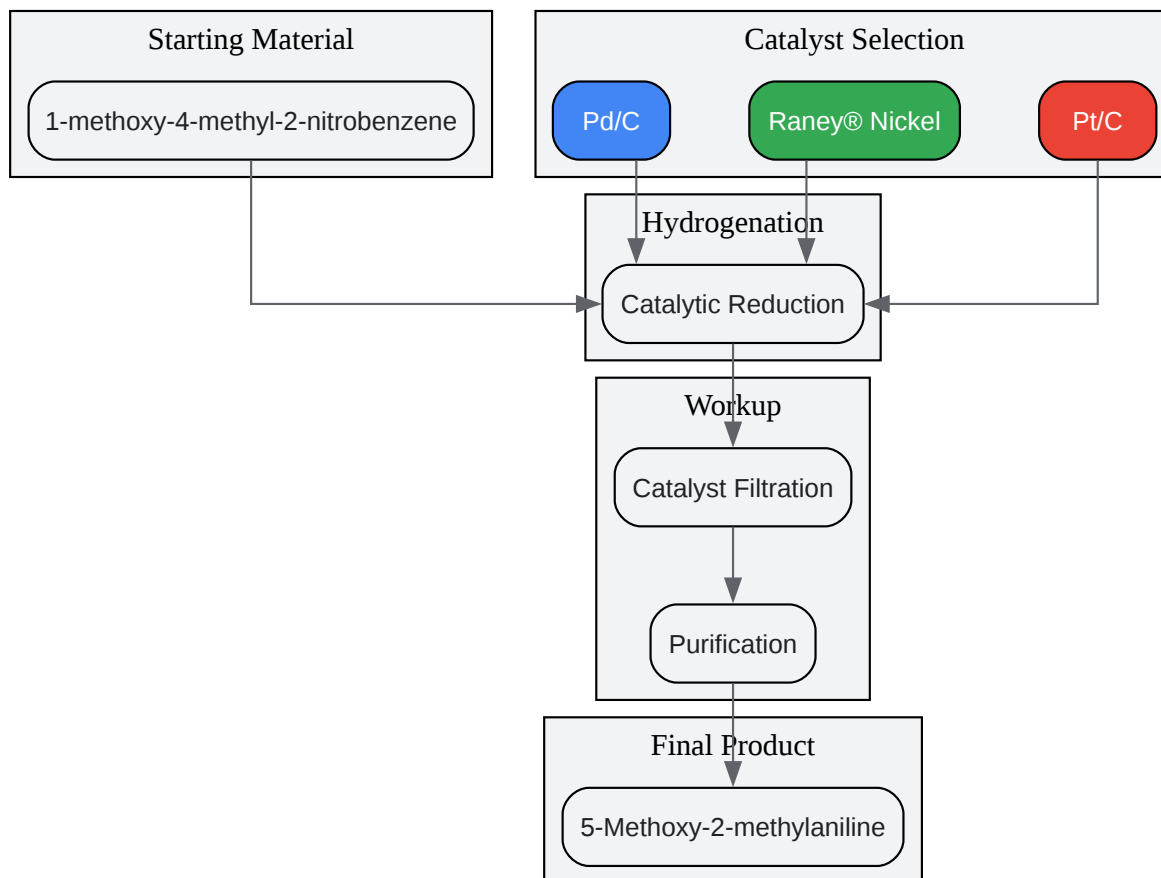 Starting Material
1-methoxy-4-methyl-2-nitrobenzene
Catalyst Selection
Pd/C
Raney® Nickel
Pt/C
Hydrogenation
Catalytic Reduction
Workup
Catalyst Filtration
Purification
Final Product
5-Methoxy-2-methylaniline